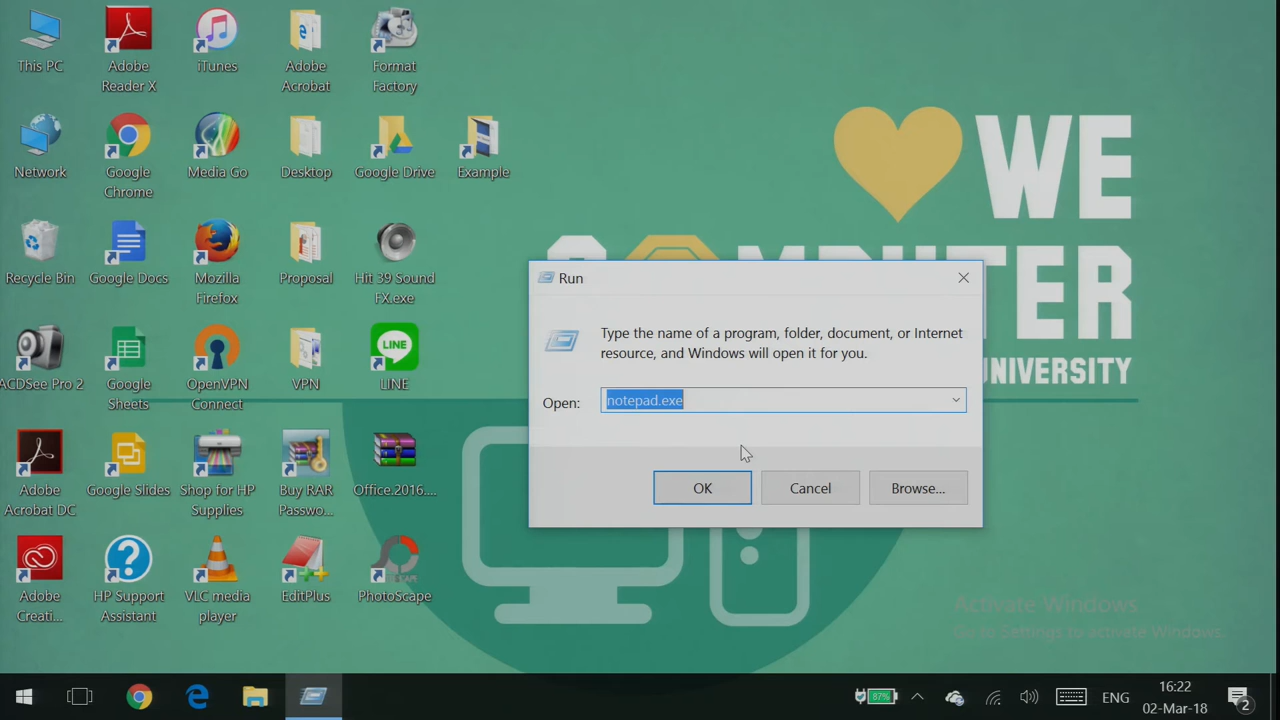 This PC
Adobe
Reader X
iTunes
Adobe
Acrobat
Format
Factory
Network
Google
Chrome
Media Go
Desktop
Google Drive
Example
Recycle Bin
Google Docs
Mozilla
Firefox
Proposal
Hit 39 Sound
FX.exe
ACDSee Pro 2
Google
Sheets
OpenVPN
Connect
VPN
LINE
LINE
Adobe
Acrobat DC
Google Slides
Shop for HP
Supplies
Buy RAR
Passwo...
Office.2016....
Adobe
Creati...
HP Support
Assistant
VLC media
player
EditPlus
PhotoScape
WE
COMPUTER
UNIVERSITY
Run
Type the name of a program, folder, document, or Internet
resource, and Windows will open it for you.
Open:
notepad.exe
OK
Cancel
Browse...
Activate Windows
Go to Settings to activate Windows.
87%
ENG
16:22
02-Mar-18
2